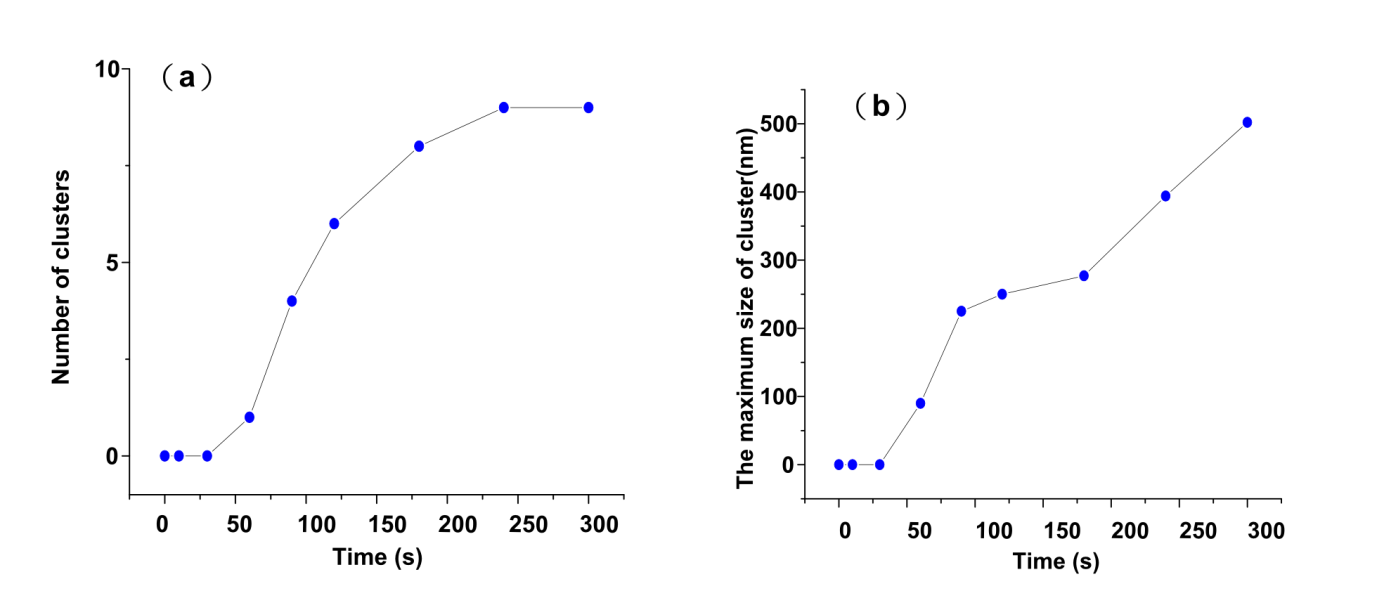 （a）
10
5
0
Number of clusters
0 50 100 150 200 250 300
Time (s)
（b）
500
400
300
200
100
0
The maximum size of cluster(nm)
0 50 100 150 200 250 300
Time (s)